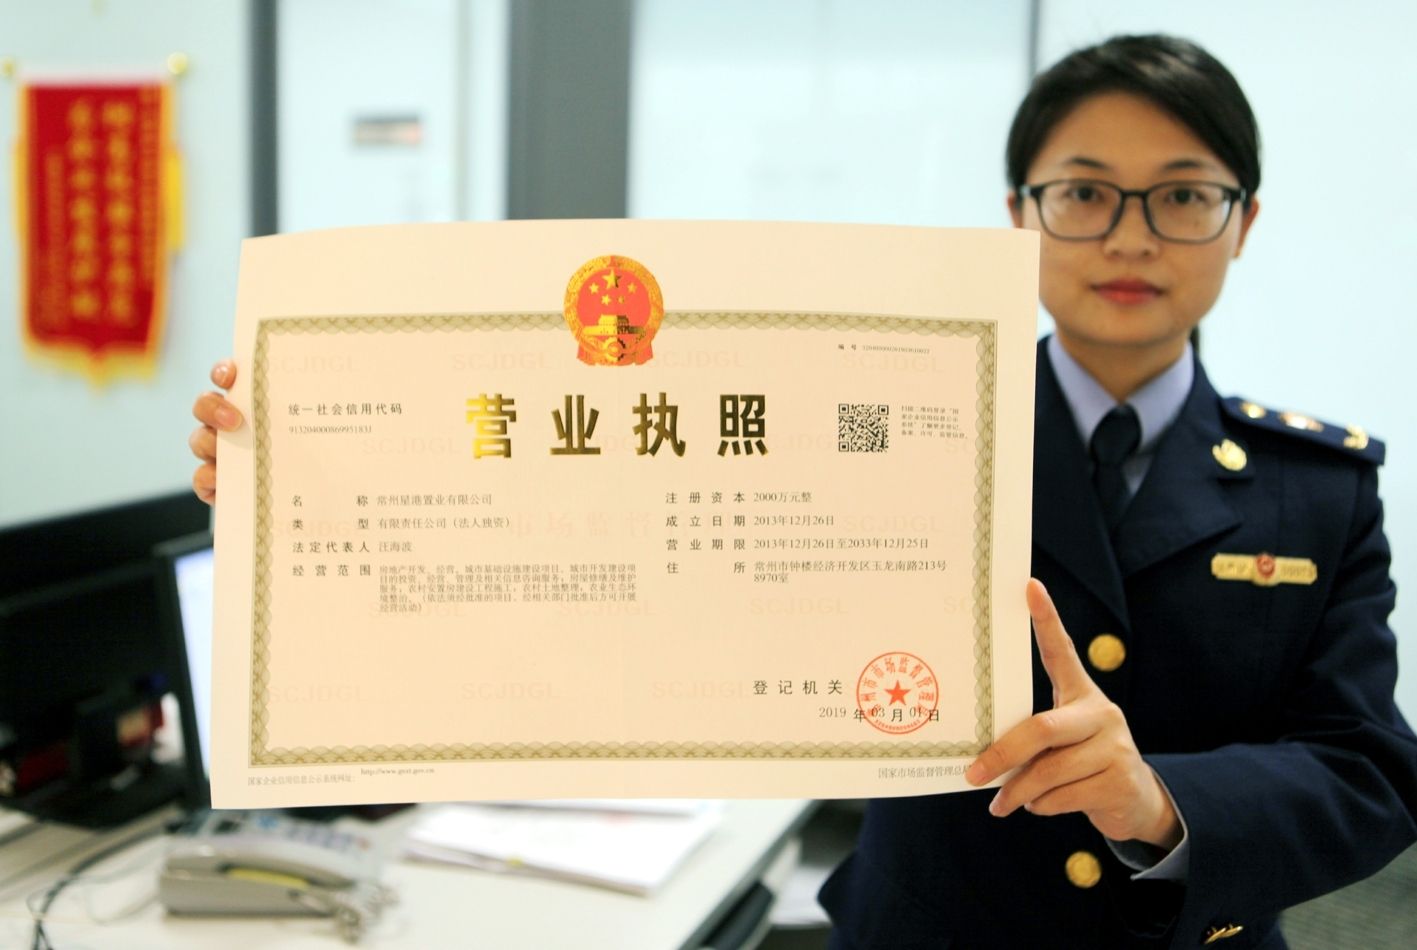 编 号
营业执照
统一社会信用代码
91320400086995183J
扫描二维码登录“国
家企业信用信息公示
系统”了解更多登记、
备案、许可、监管信息。
名 称 常州星港置业有限公司
类 型 有限责任公司（法人独资）
法定代表人 汪海波
经营范围 房地产开发、经营，城市基础设施建设项目、城市开发建设项
目的投资、经营、管理及相关信息咨询服务；房屋修缮及维护
服务；农村安置房建设工程施工；农村土地整理；农业生态环
境整治。（依法须经批准的项目，经相关部门批准后方可开展
经营活动）
注册资本 2000万元整
成立日期 2013年12月26日
营业期限 2013年12月26日至2033年12月25日
住 所 常州市钟楼经济开发区玉龙南路213号
8970室
登记机关
2019 年 03 月 01 日
国家企业信用信息公示系统网址：
http://www.gsxt.gov.cn
国家市场监督管理总局
SCJDGL
市场监督